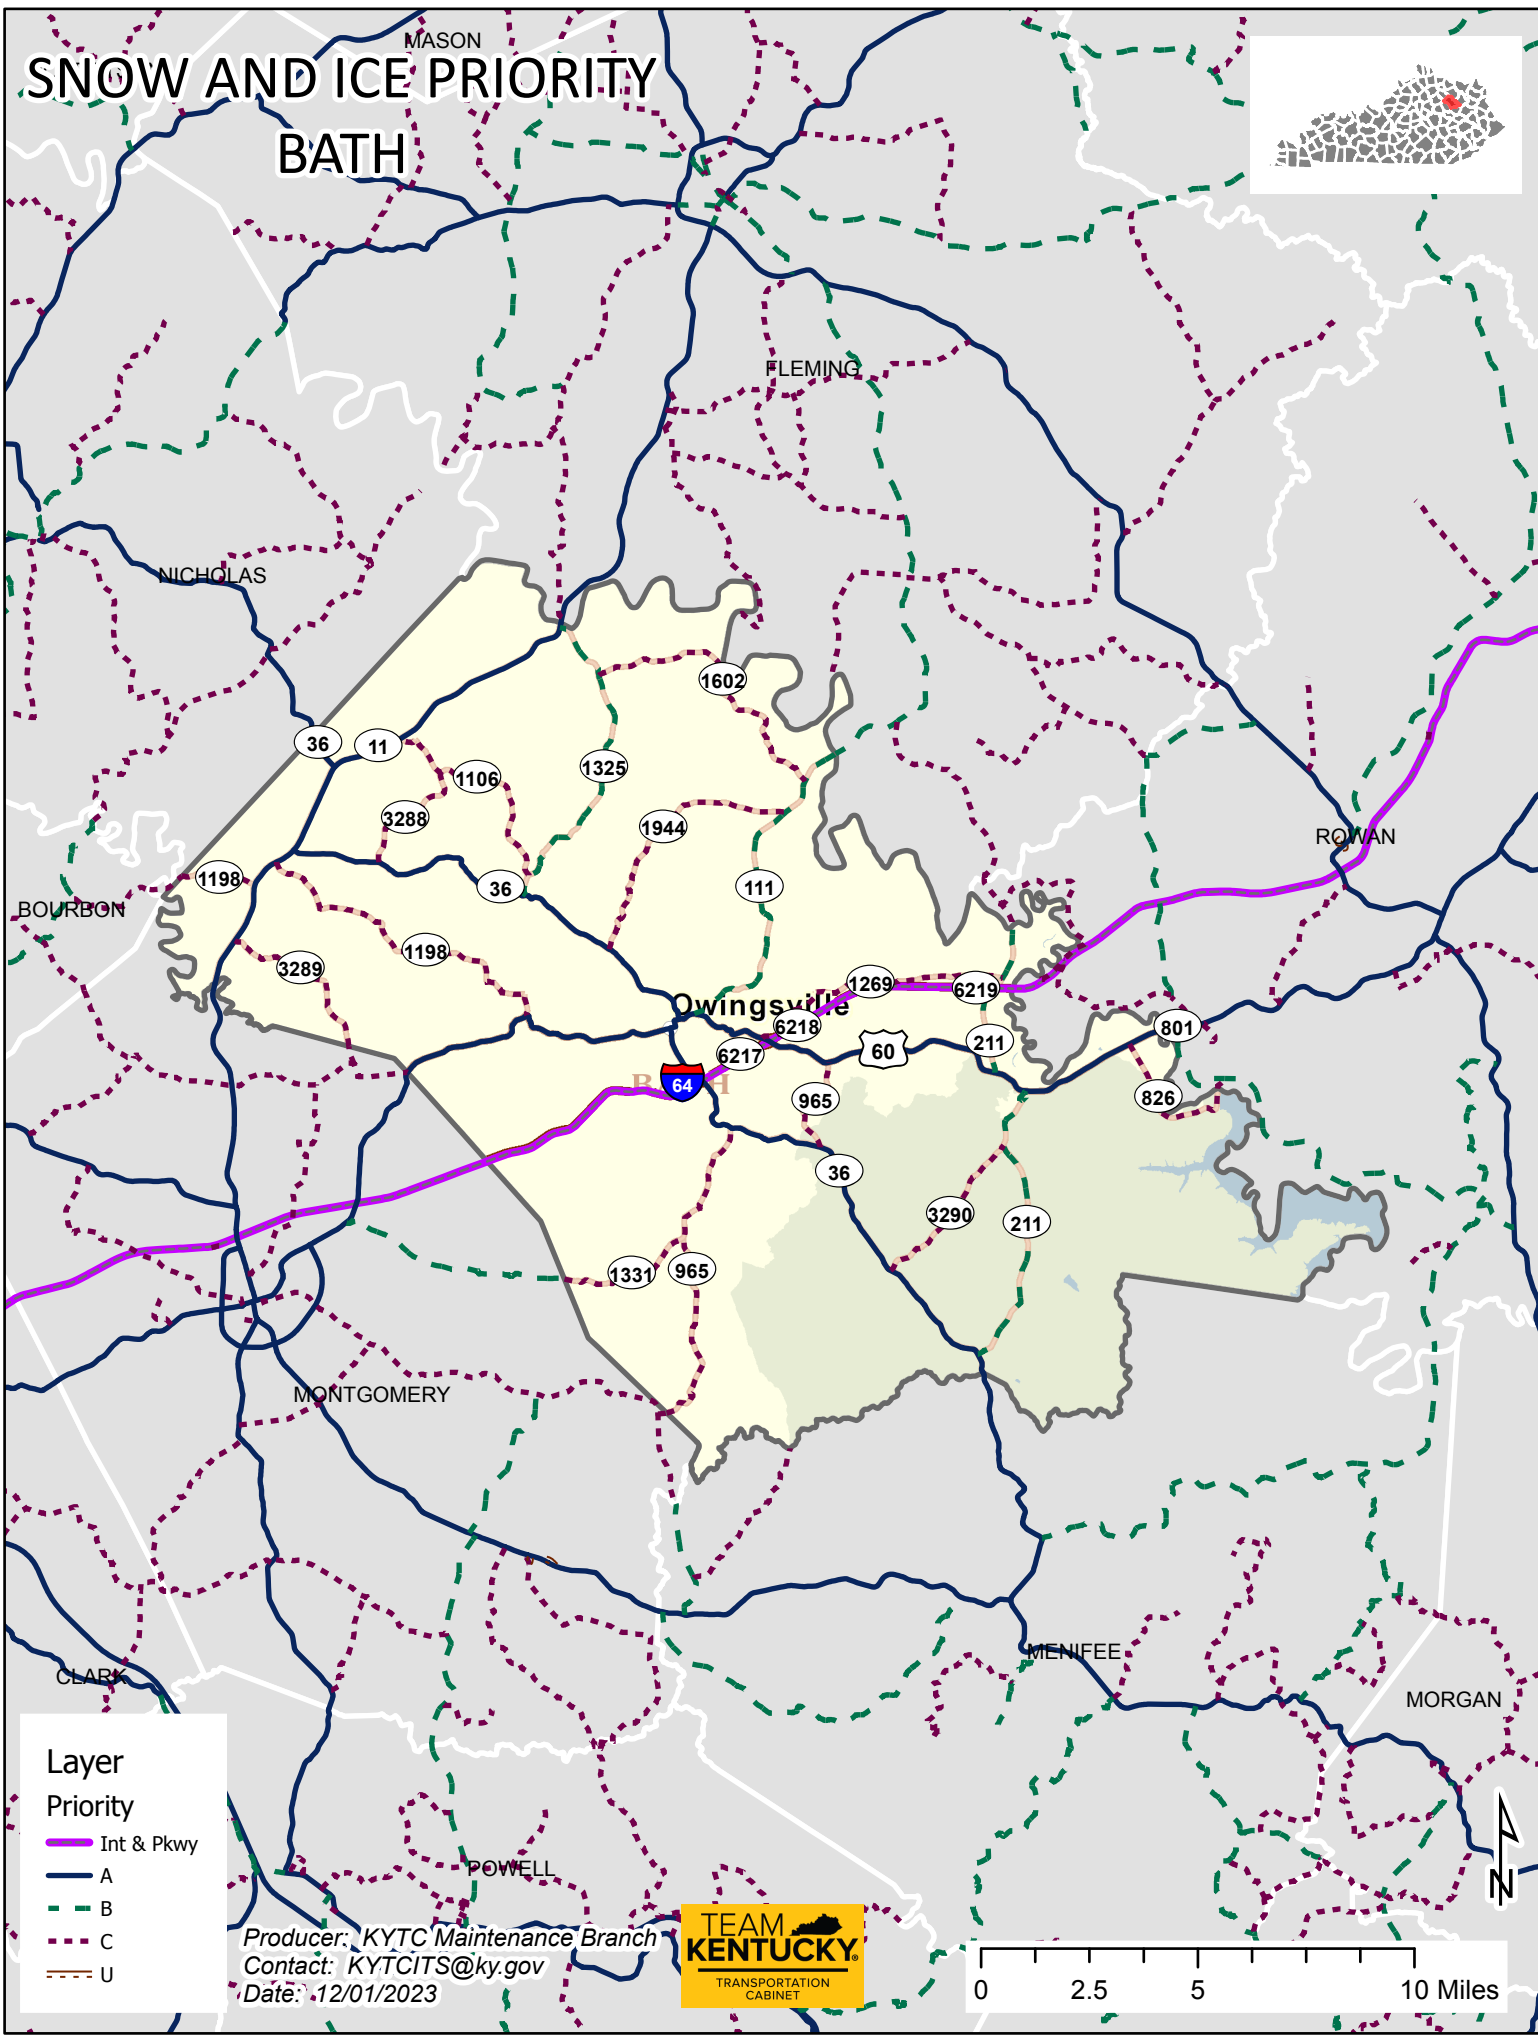 MASON
SNOW AND ICE PRIORITY
BATH
FLEMING
NICHOLAS
1602
36
11
1325
1106
3288
1944
ROWAN
1198
36
111
BOURBON
1198
3289
1269
6219
Owingsville
6218
801
211
60
6217
BATH
64
965
826
36
3290
211
1331
965
MONTGOMERY
MENIFEE
CLARK
MORGAN
Layer
Priority
Int & Pkwy
A
B
C
U
POWELL
Producer: KYTC Maintenance Branch
Contact: KYTCITS@ky.gov
Date: 12/01/2023
TEAM
KENTUCKY®
TRANSPORTATION
CABINET
N
0 2.5 5 10 Miles